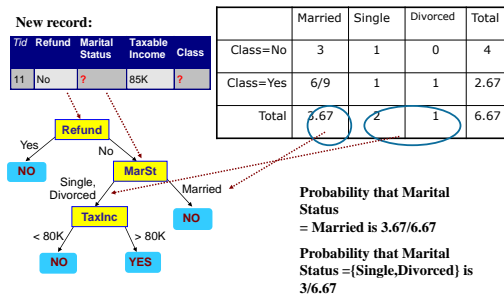 New record:
Tid Refund Marital Status Taxable Income Class
11 No ? 85K ?
Married Single Divorced Total
Class=No 3 1 0 4
Class=Yes 6/9 1 1 2.67
Total 3.67 2 1 6.67
Refund
Yes
No
NO
MarSt
Single,
Divorced
Married
TaxInc
NO
< 80K
> 80K
NO
YES
Probability that Marital
Status
= Married is 3.67/6.67
Probability that Marital
Status ={Single,Divorced} is
3/6.67